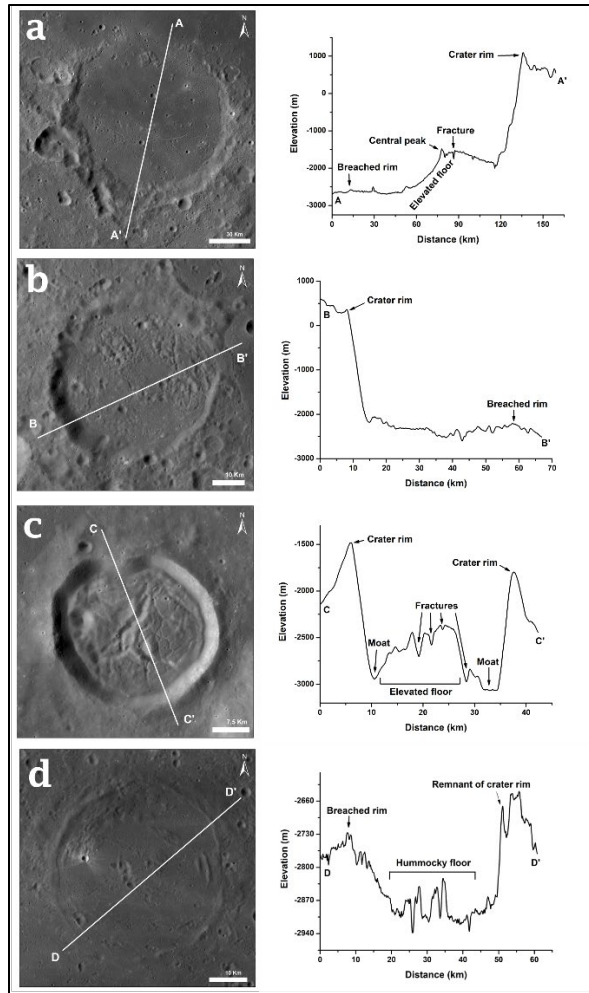 a
A
N
A'
30 Km
Elevation (m)
1000
0
-1000
-2000
-3000
0
30
60
90
120
150
Distance (km)
Crater rim
A'
Fracture
Central peak
Elevated floor
Breached rim
A
b
N
B'
B
10 Km
Elevation (m)
500
0
-500
-1000
-1500
-2000
-2500
-3000
0
10
20
30
40
50
60
70
Distance (km)
B
Crater rim
Breached rim
B'
c
C
N
C'
7.5 Km
Elevation (m)
-1500
-2000
-2500
-3000
0
10
20
30
40
Distance (km)
Crater rim
Crater rim
C
Fractures
C'
Moat
Moat
Elevated floor
d
N
D'
D
10 Km
Elevation (m)
-2660
-2730
-2800
-2870
-2940
0
10
20
30
40
50
60
Distance (km)
Remnant of crater rim
Breached rim
D
D'
Hummocky floor